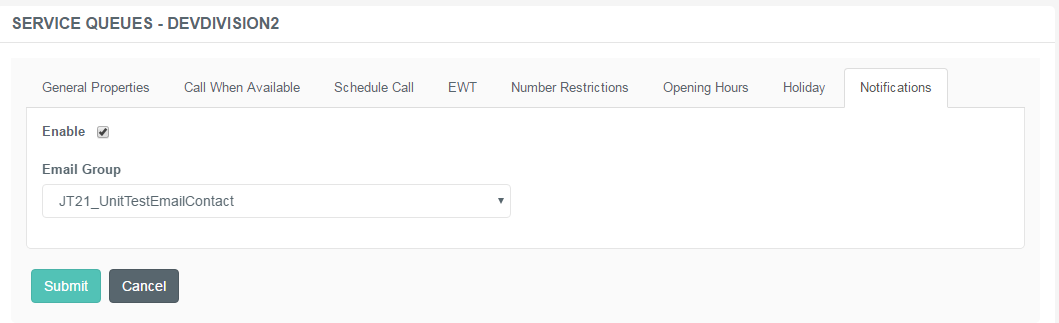 SERVICE QUEUES - DEVDIVISION2
General Properties Call When Available Schedule Call EWT Number Restrictions Opening Hours Holiday Notifications
Enable
Email Group
JT21_UnitTestEmailContact
Submit Cancel